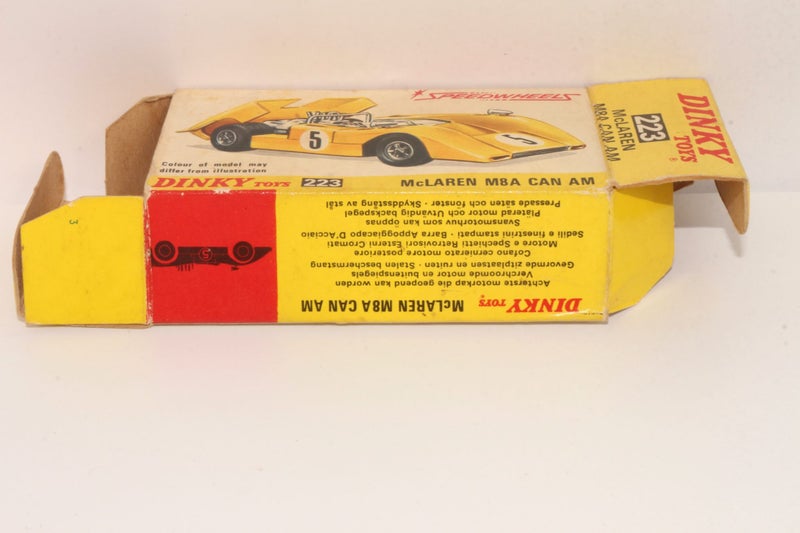 SPEEDWHEELS
5
5
Colour of model may
differ from illustration
DINKY TOYS 223
McLAREN M8A CAN AM
DINKY TOYS®
223
McLAREN
M8A CAN AM
3
DINKY TOYS® McLAREN M8A CAN AM
Achterste motorkap die geopend kan worden
Verchroomde motor en buitenspiegels
Gevormde zitplaatsen en ruiten · Stalen beschermstang
Cofano cernierato motore posteriore
Motore e Specchietti Retrovisori Esterni Cromati
Sedili e finestrini stampati · Barra Appoggiacapo D'Acciaio
Svansmotorhuv som kan öppnas
Pläterad motor och Utvändig backspegel
Pressade säten och fönster · Skyddsstång av stål
5